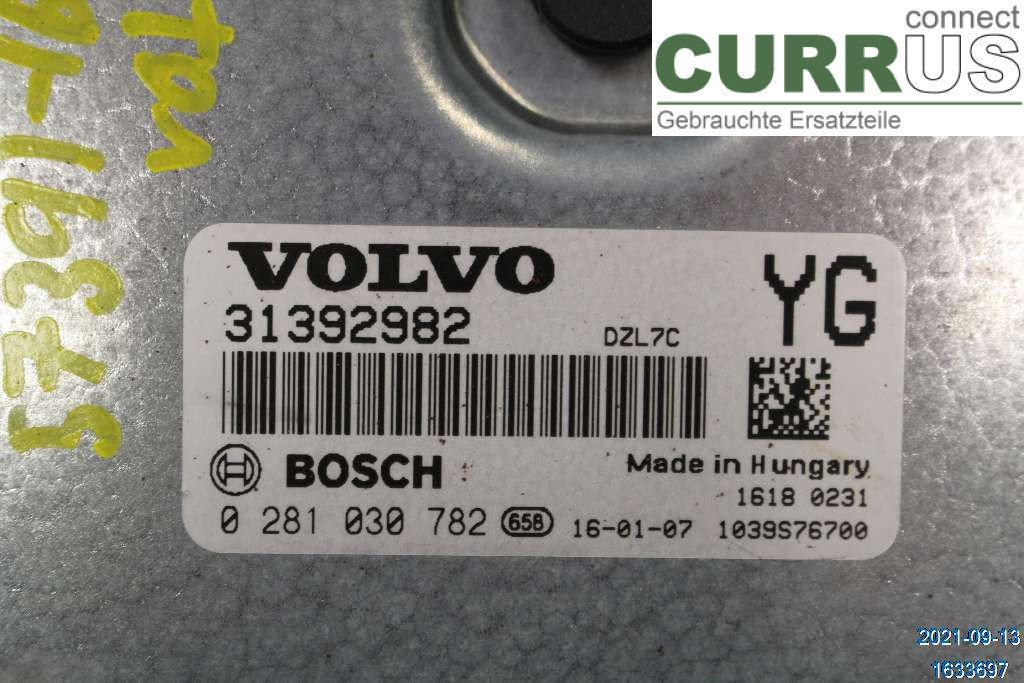 connect
CURRUS
Gebrauchte Ersatzteile
VOLVO
31392982
DZL7C
YG
BOSCH
Made in Hungary
1618 0231
0 281 030 782 658 16-01-07 1039S76700
2021-09-13
1633697